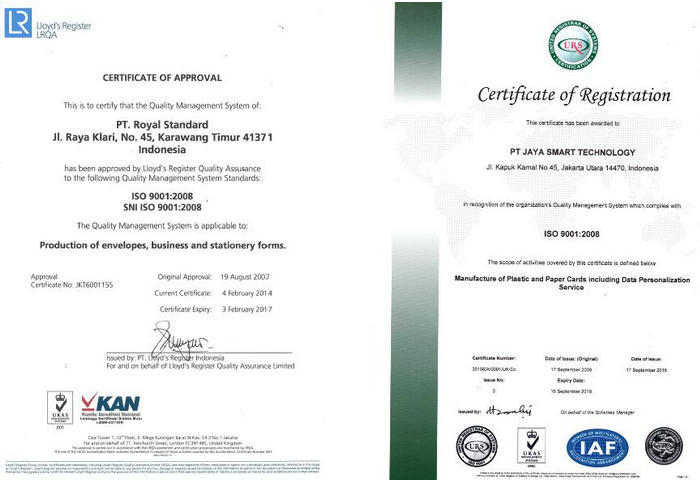 LR
Lloyd's Register
LRQA
CERTIFICATE OF APPROVAL
This is to certify that the Quality Management System of:
PT. Royal Standard
Jl. Raya Klari, No. 45, Karawang Timur 41371
Indonesia
has been approved by Lloyd's Register Quality Assurance
to the following Quality Management System Standards:
ISO 9001:2008
SNI ISO 9001:2008
The Quality Management System is applicable to:
Production of envelopes, business and stationery forms.
Approval
Certificate No: JKT6001155
Original Approval: 19 August 2007
Current Certificate: 4 February 2014
Certificate Expiry: 3 February 2017
Issued by: PT. Lloyd's Register Indonesia
For and on behalf of Lloyd's Register Quality Assurance Limited
UKAS
MANAGEMENT
SYSTEMS
001
KAN
Komite Akreditasi Nasional
URS
Certificate of Registration
This certificate has been awarded to
PT JAYA SMART TECHNOLOGY
Jl. Kapuk Kamal No.45, Jakarta Utara 14470, Indonesia
in recognition of the organization's Quality Management System which complies with
ISO 9001:2008
The scope of activities covered by this certificate is defined below
Manufacture of Plastic and Paper Cards including Data Personalization
Service
Certificate Number:
Date of Issue: (Original)
17 September 2009
Date of Issue:
17 September 2015
Issue No:
5
Expiry Date:
16 September 2018
Issued by:
On behalf of the Schemes Manager
URS
UKAS
MANAGEMENT
SYSTEMS
IAF